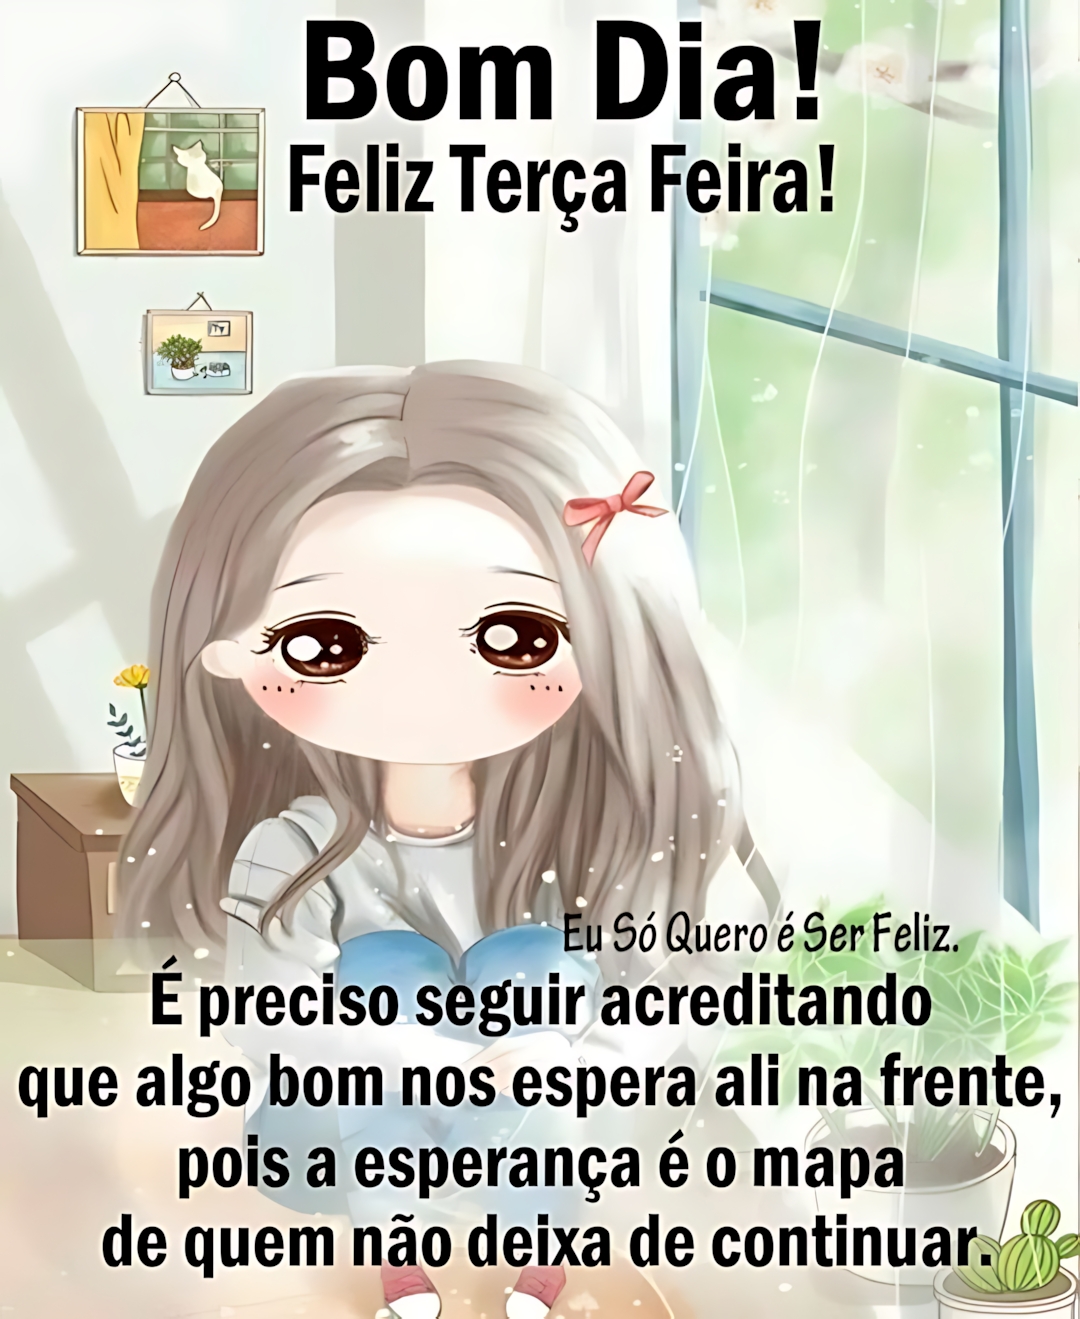 Bom Dia!
Feliz Terça Feira!
Eu Só Quero é Ser Feliz.
É preciso seguir acreditando
que algo bom nos espera ali na frente,
pois a esperança é o mapa
de quem não deixa de continuar.